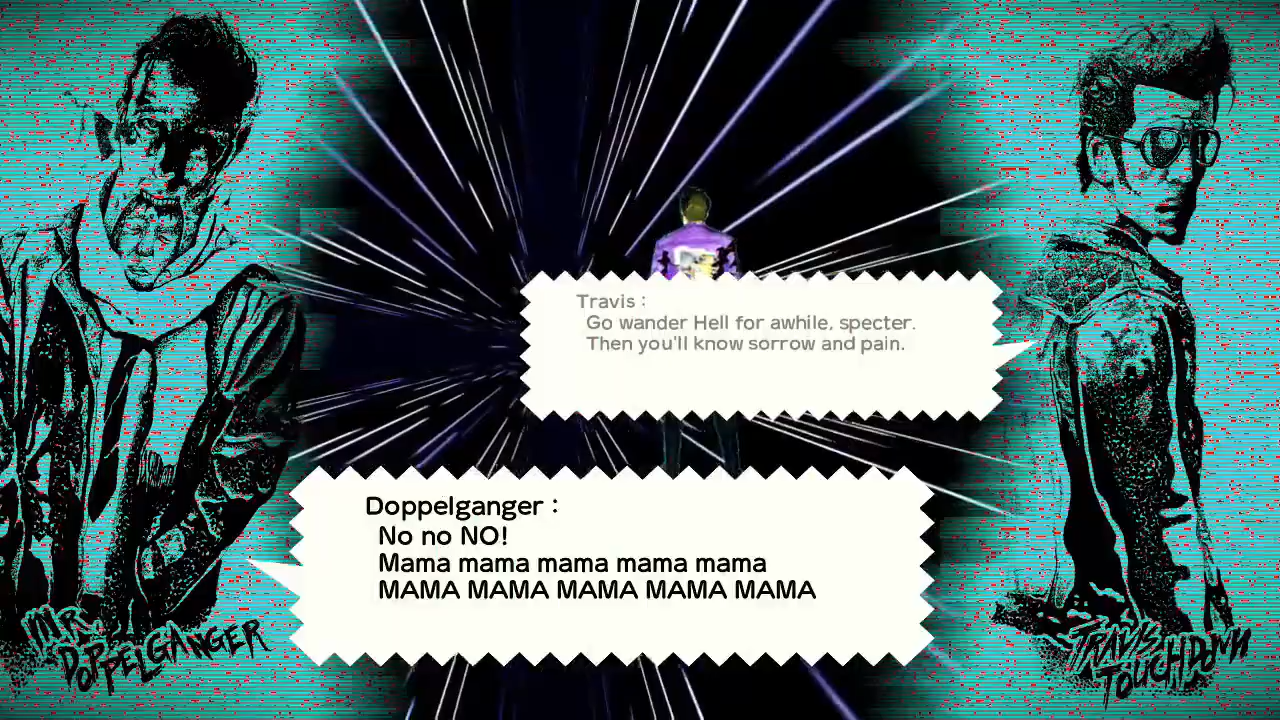 Travis :
Go wander Hell for awhile, specter.
Then you'll know sorrow and pain.
Doppelganger :
No no NO!
Mama mama mama mama mama
MAMA MAMA MAMA MAMA MAMA
MR.
DOPPELGANGER
TRAVIS
TOUCHDOWN